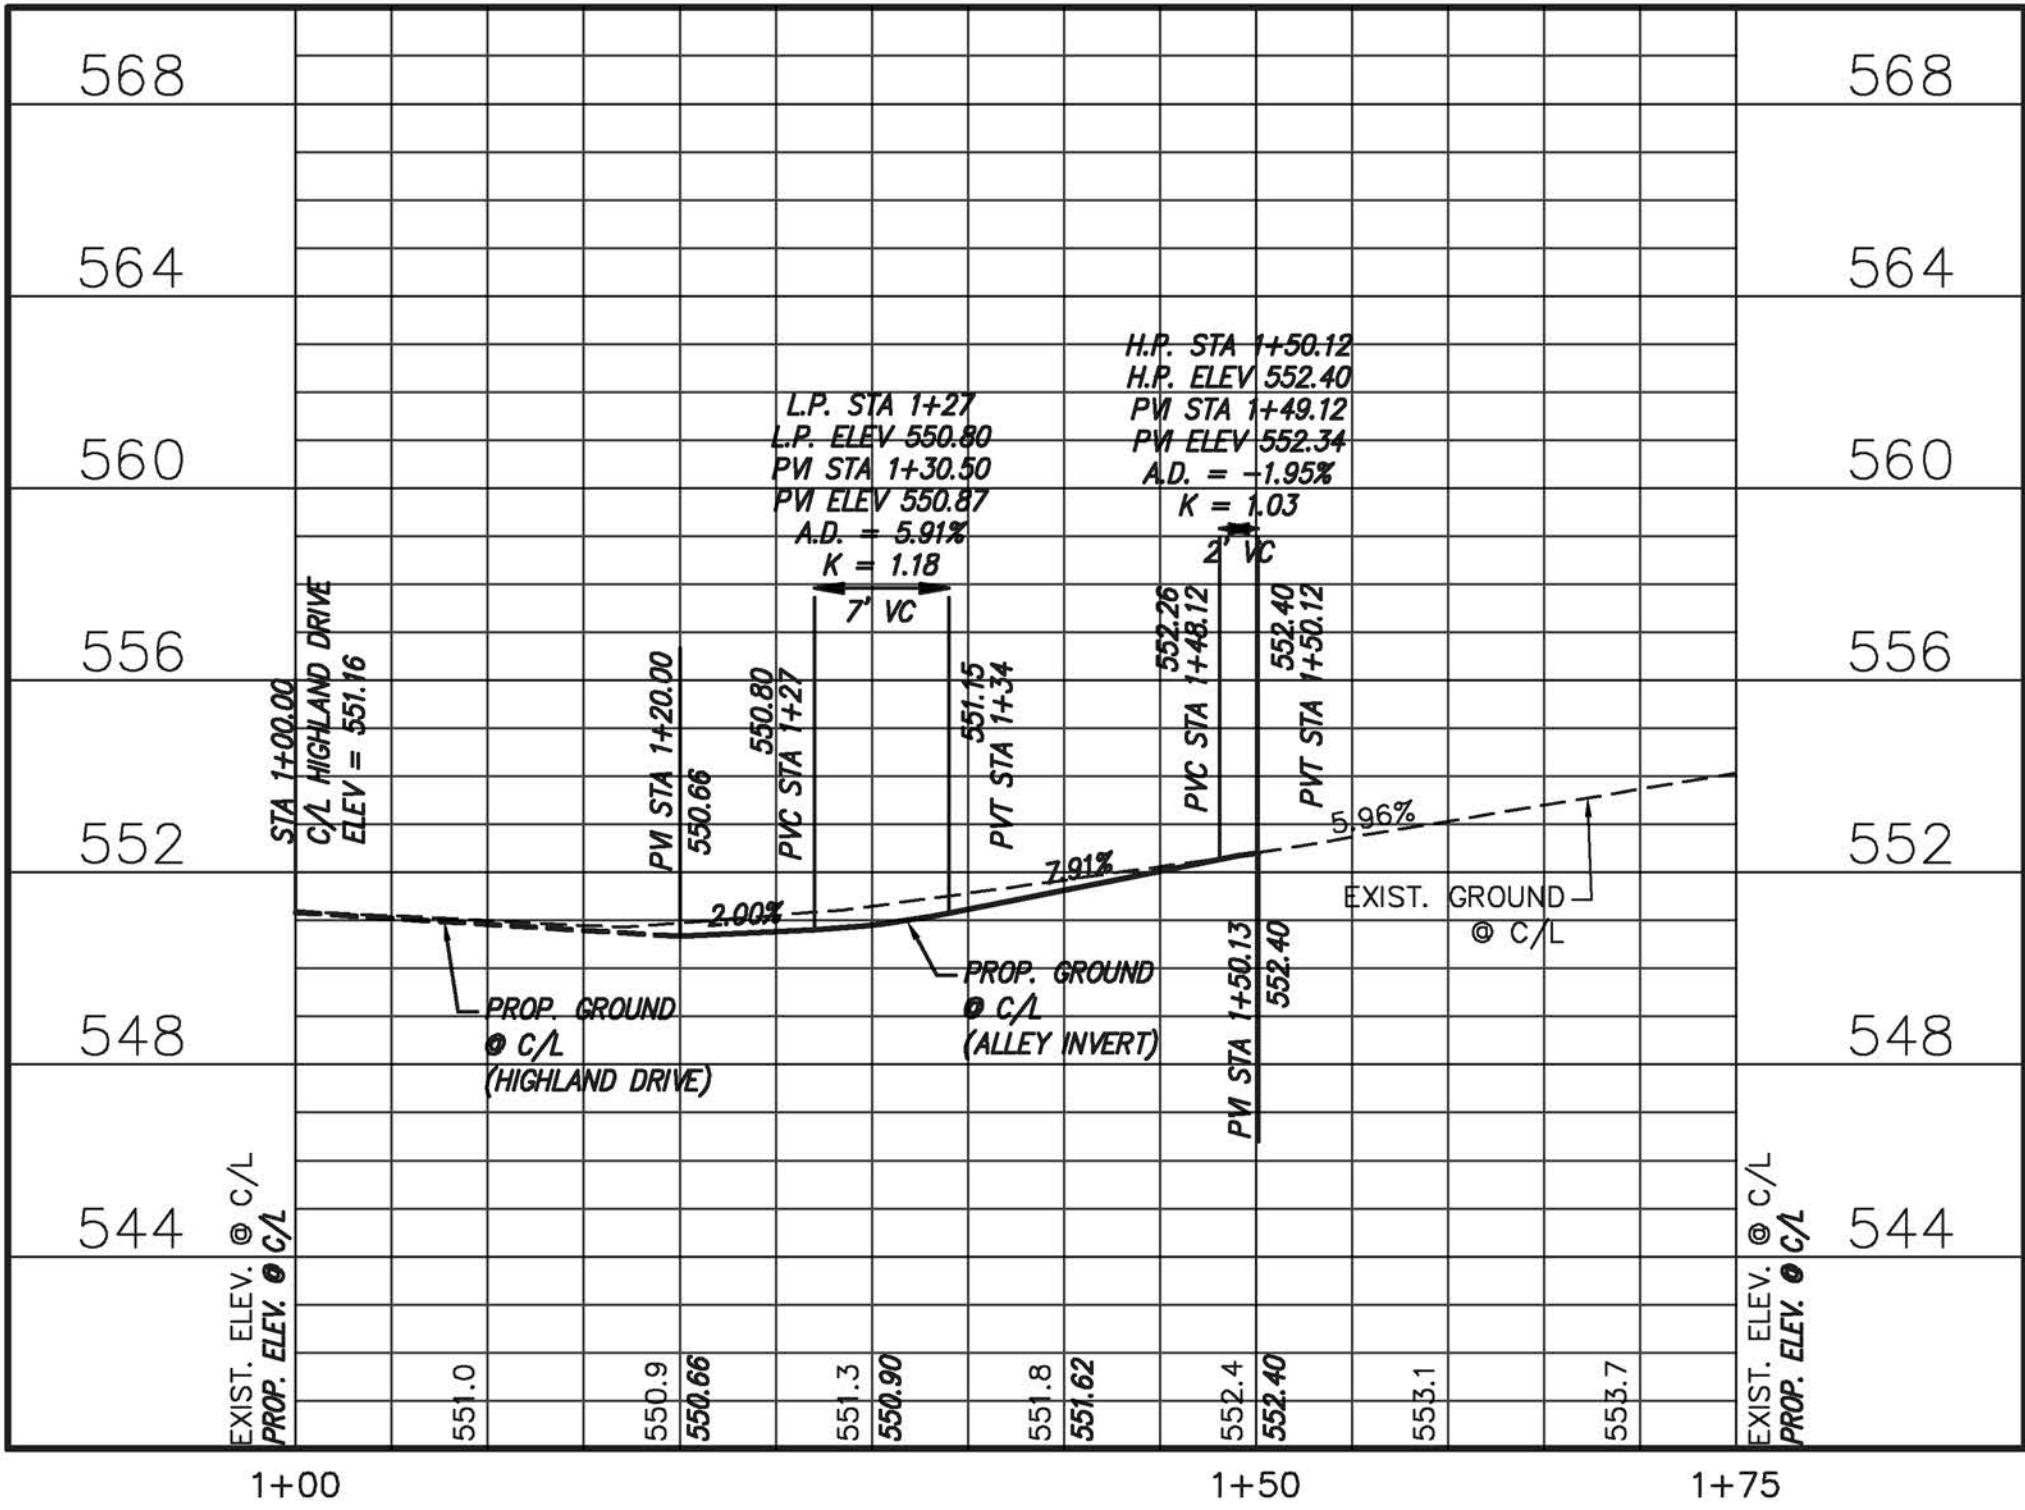 568
568
564
564
H.P. STA 1+50.12
H.P. ELEV 552.40
PVI STA 1+49.12
PVI ELEV 552.34
A.D. = -1.95%
K = 1.03
2' VC
L.P. STA 1+27
L.P. ELEV 550.80
PVI STA 1+30.50
PVI ELEV 550.87
A.D. = 5.91%
K = 1.18
7' VC
560
560
556
556
STA 1+00.00
C/L HIGHLAND DRIVE
ELEV = 551.16
PVI STA 1+20.00
550.66
550.80
PVC STA 1+27
551.15
PVT STA 1+34
552.26
PVC STA 1+48.12
552.40
PVT STA 1+50.12
552
552
2.00%
7.91%
5.96%
EXIST. GROUND
@ C/L
PROP. GROUND
@ C/L
(HIGHLAND DRIVE)
PROP. GROUND
@ C/L
(ALLEY INVERT)
PVI STA 1+50.13
552.40
548
548
544
544
EXIST. ELEV. @ C/L
PROP. ELEV. @ C/L
551.0
550.9
550.66
551.3
550.90
551.8
551.62
552.4
552.40
553.1
553.7
EXIST. ELEV. @ C/L
PROP. ELEV. @ C/L
1+00
1+50
1+75